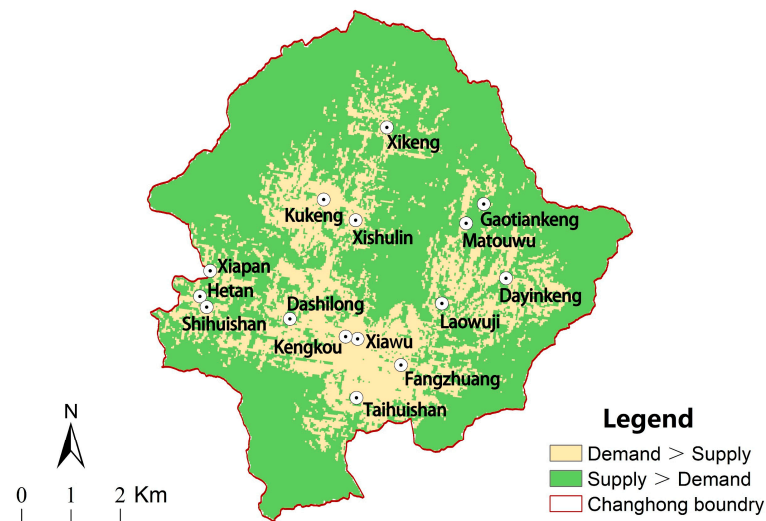 Xikeng
Kukeng
Gaotiankeng
Xishulin
Matouwu
Xiapan
Hetan
Dayinkeng
Dashilong
Shihuishan
Laowuji
Kengkou
Xiawu
Fangzhuang
Taihuishan
N
0 1 2 Km
Legend
Demand > Supply
Supply > Demand
Changhong boundry